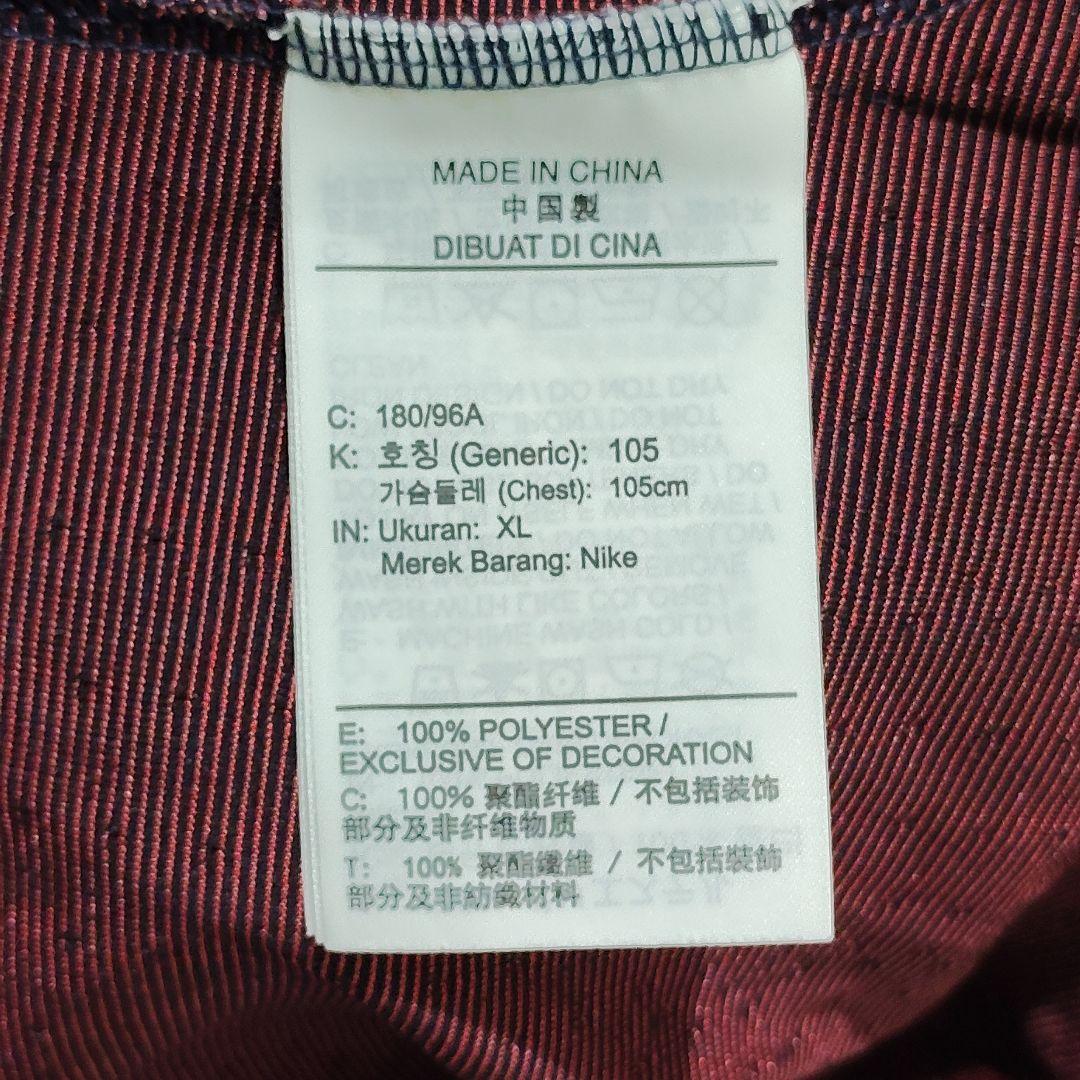 MADE IN CHINA
中国製
DIBUAT DI CINA
C: 180/96A
K: 호칭 (Generic): 105
가슴둘레 (Chest): 105cm
IN: Ukuran: XL
Merek Barang: Nike
E: 100% POLYESTER /
EXCLUSIVE OF DECORATION
C: 100% 聚酯纤维 / 不包括装饰
部分及非纤维物质
T: 100% 聚酯纖維 / 不包括裝飾
部分及非紡織材料